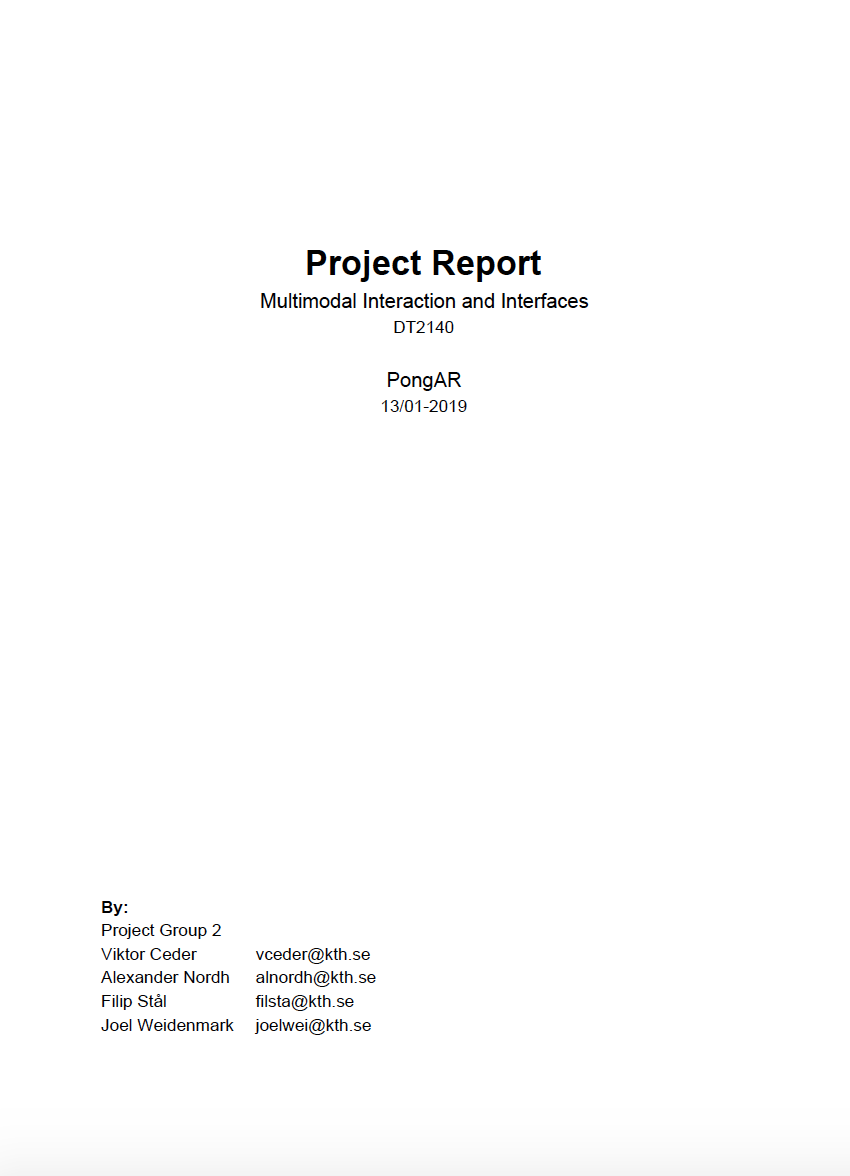 Project Report
Multimodal Interaction and Interfaces
DT2140
PongAR
13/01-2019
By:
Project Group 2
Viktor Ceder vceder@kth.se
Alexander Nordh alnordh@kth.se
Filip Stål filsta@kth.se
Joel Weidenmark joelwei@kth.se